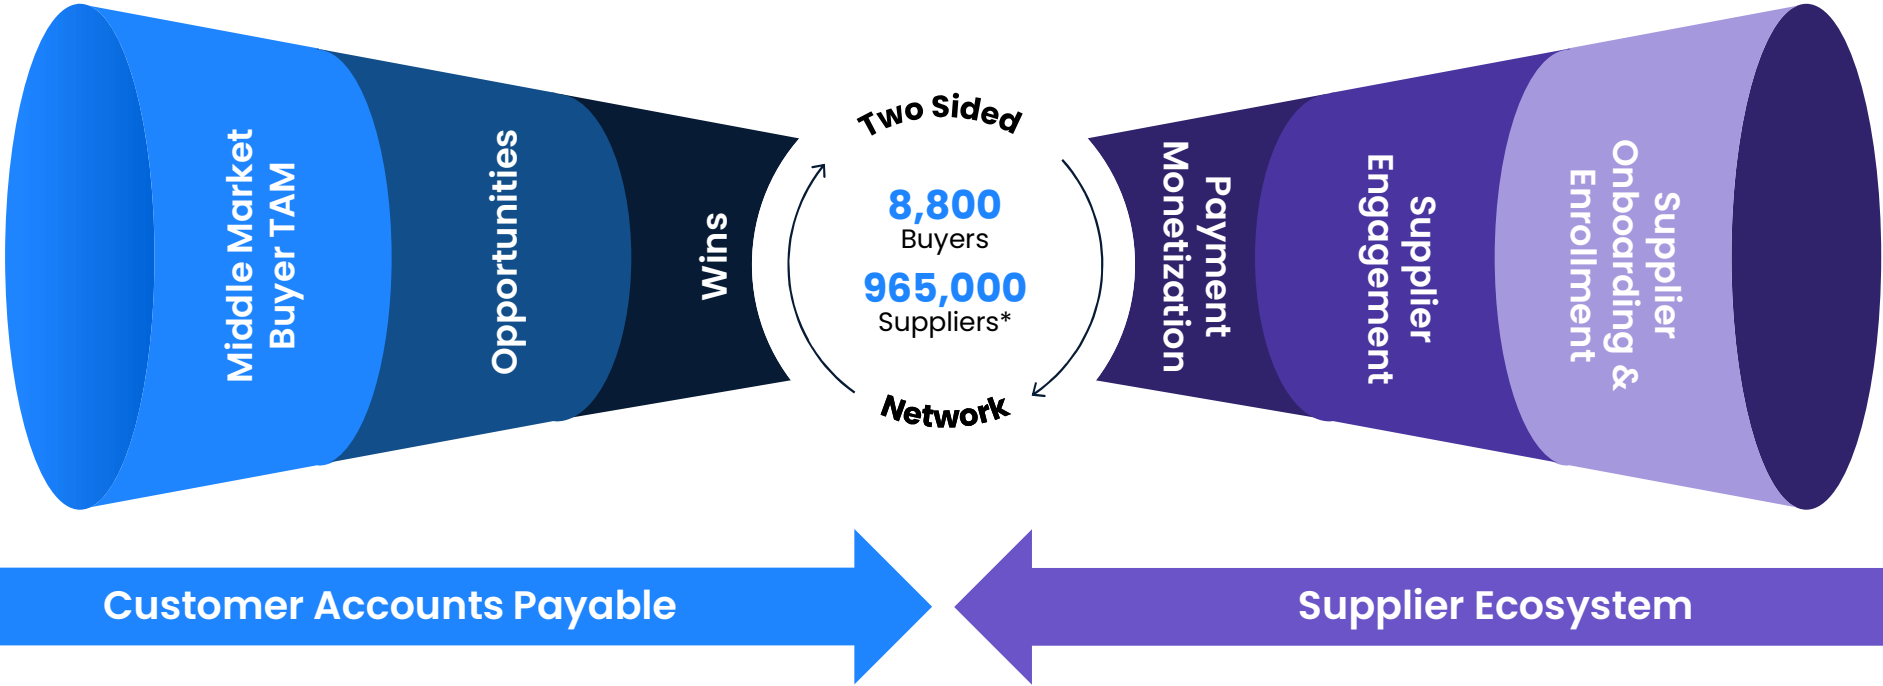 Middle Market
Buyer TAM
Opportunities
Wins
Two Sided
8,800
Buyers
965,000
Suppliers*
Network
Payment
Monetization
Supplier
Engagement
Supplier
Onboarding &
Enrollment
Customer Accounts Payable
Supplier Ecosystem